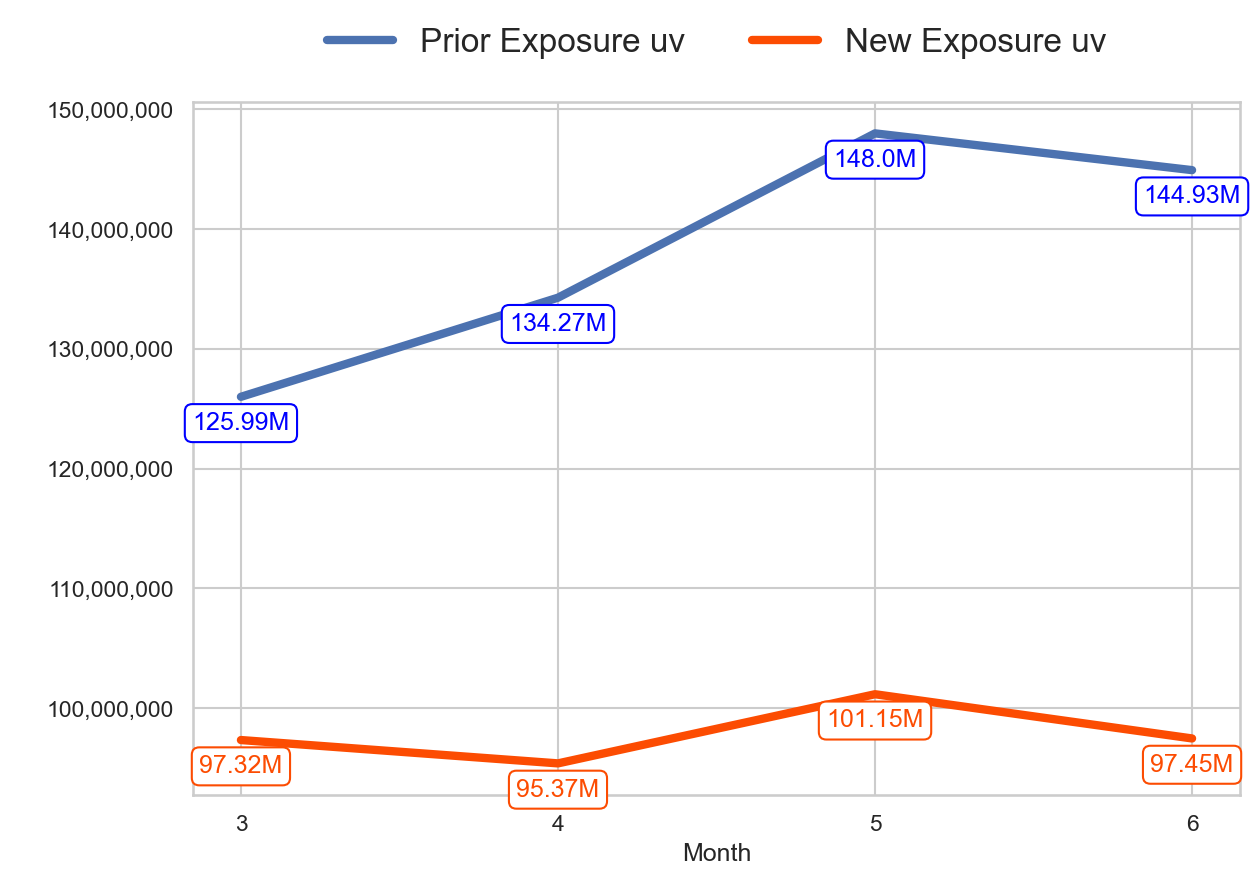 Prior Exposure uv New Exposure uv
150,000,000
148.0M
144.93M
140,000,000
134.27M
130,000,000
125.99M
120,000,000
110,000,000
100,000,000
101.15M
97.32M
97.45M
95.37M
3 4 5 6
Month